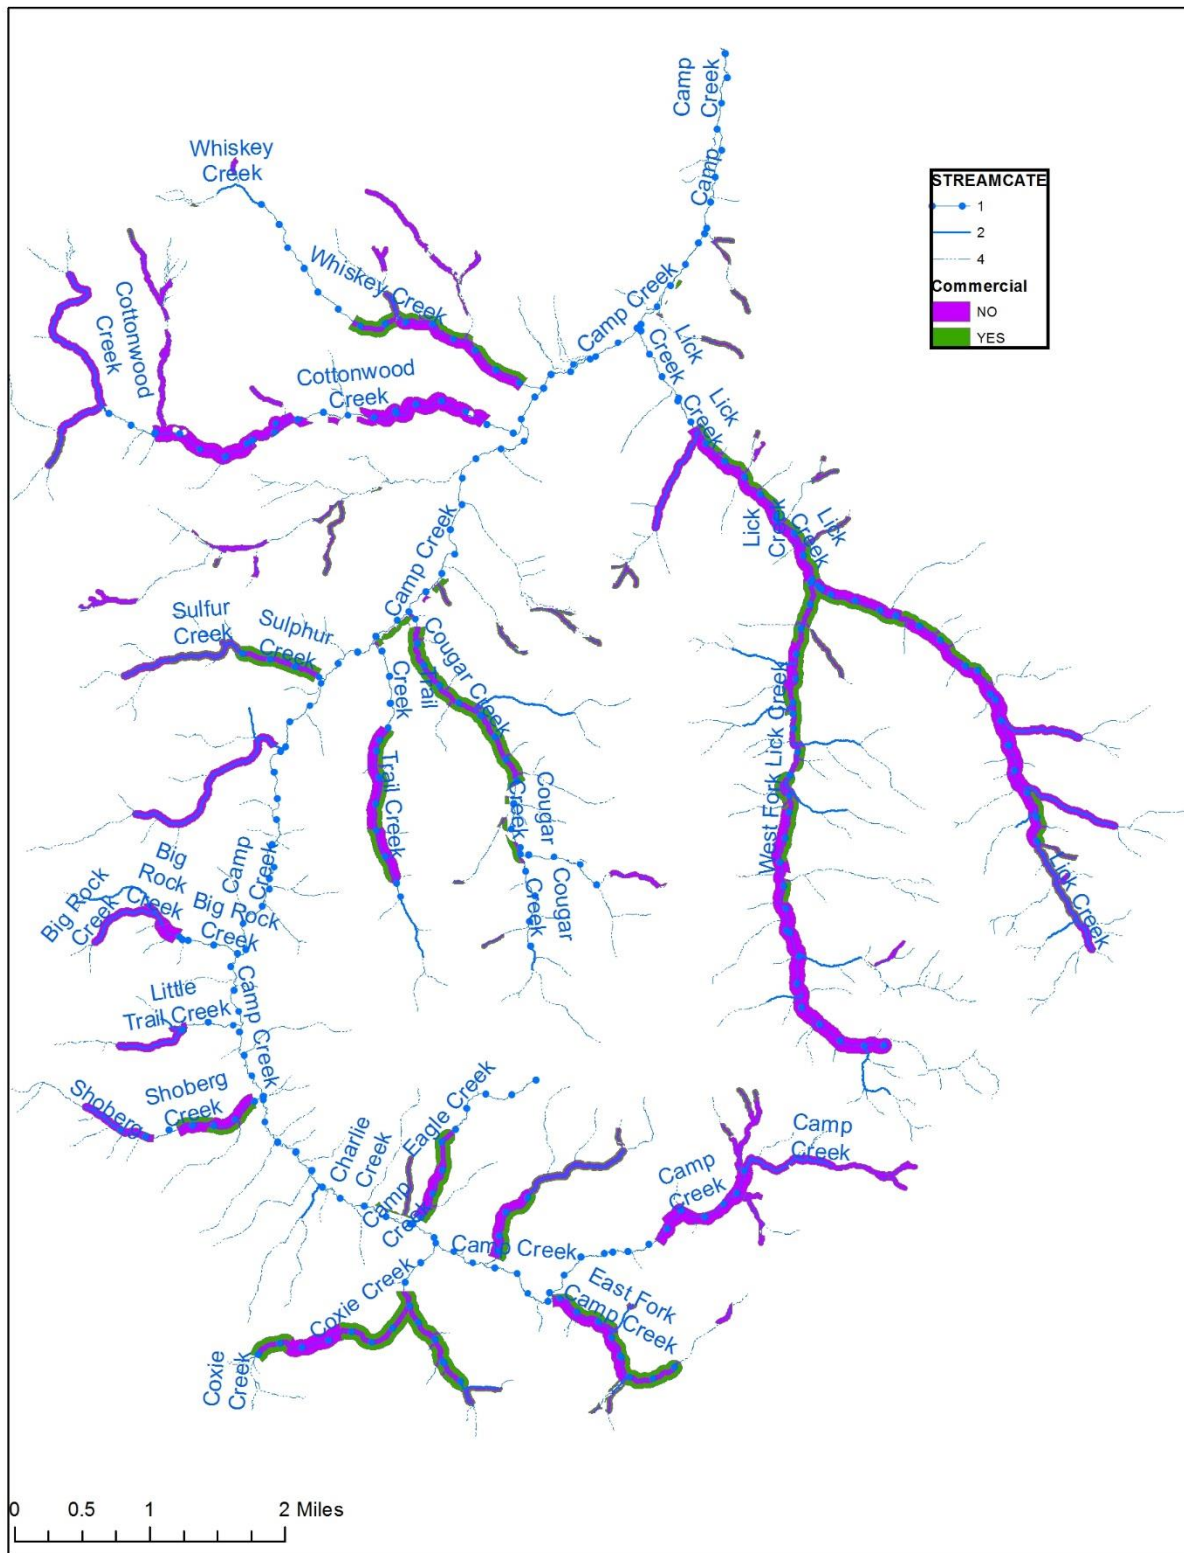 Camp
Creek
Camp
Whiskey
Creek
STREAMCATE
1
2
4
Commercial
NO
YES
Whiskey Creek
Camp Creek
Lick
Creek
Cottonwood
Creek
Cottonwood
Creek
Lick
Creek
Lick
Creek
Lick
Creek
Camp Creek
Sulfur
Creek
Sulphur
Creek
Cougar Creek
Trail
Creek
Trail Creek
West Fork Lick Creek
Cougar
Creek
Cougar
Creek
Lick Creek
Camp
Creek
Big
Rock
Creek
Big Rock
Creek
Big Rock
Creek
Camp Creek
Little
Trail Creek
Shoberg
Shoberg
Creek
Charlie
Creek
Eagle Creek
Camp
Creek
Camp
Creek
Camp
Creek
Camp Creek
East Fork
Camp Creek
Coxie Creek
Coxie
Creek
0 0.5 1 2 Miles